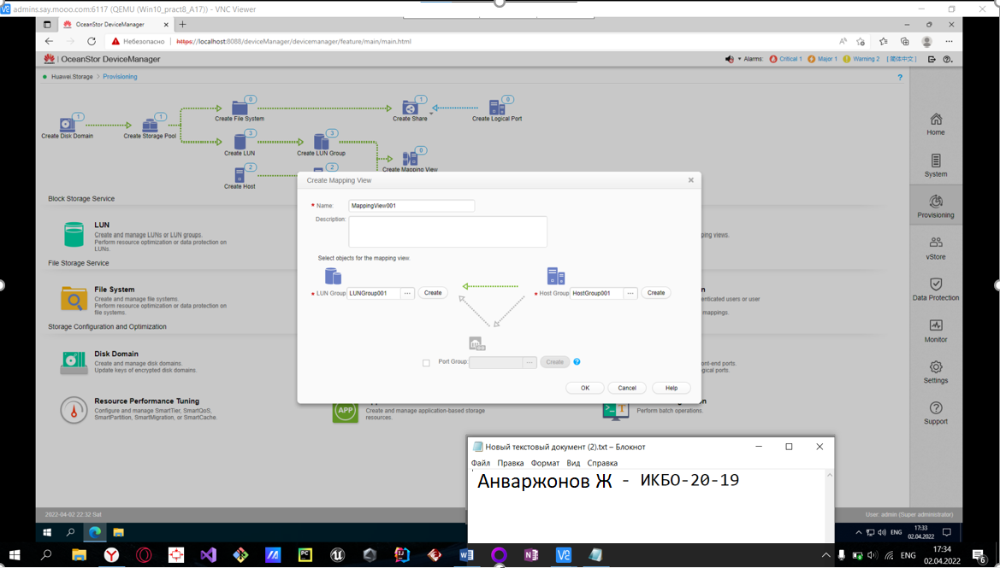 admins.say.mooo.com:6112 (QEMU (Win10_pract8_A17)) - VNC Viewer
OceanStor DeviceManager
Небезопасно | https://localhost:8088/deviceManager/devicemanager/feature/main/main.html
OceanStor DeviceManager
Alarms: Critical 1 Major 1 Warning 2 [简体中文]
Huawei.Storage > Provisioning
0 1 0
Create File System Create Share Create Logical Port
1 1
Create Disk Domain Create Storage Pool
3 3 0
Create LUN Create LUN Group Create Mapping View
2 2
Create Host
Home
System
Provisioning
vStore
Data Protection
Monitor
Settings
Support
Block Storage Service
LUN
Create and manage LUNs or LUN groups.
Perform resource optimization or data protection on
LUNs.
ping views.
File Storage Service
File System
Create and manage file systems.
Perform resource optimization or data protection on
file systems.
n
enticated users or user
mappings.
Storage Configuration and Optimization
Disk Domain
Create and manage disk domains.
Update keys of encrypted disk domains.
ont-end ports.
gical ports.
Resource Performance Tuning
Configure and manage SmartTier, SmartQoS,
SmartPartition, SmartMigration, or SmartCache.
APP
Create and manage application-based storage
resources.
Perform batch operations.
Create Mapping View
* Name: MappingView001
Description:
Select objects for the mapping view.
* LUN Group LUNGroup001 ... Create
* Host Group HostGroup001 ... Create
Port Group: ... Create
OK Cancel Help
Новый текстовый документ (2).txt – Блокнот
Файл Правка Формат Вид Справка
Анваржонов Ж - ИКБО-20-19
2022-04-02 22:32 Sat
User: admin (Super administrator)
ENG 17:33
02.04.2022
ENG 17:34
02.04.2022
6